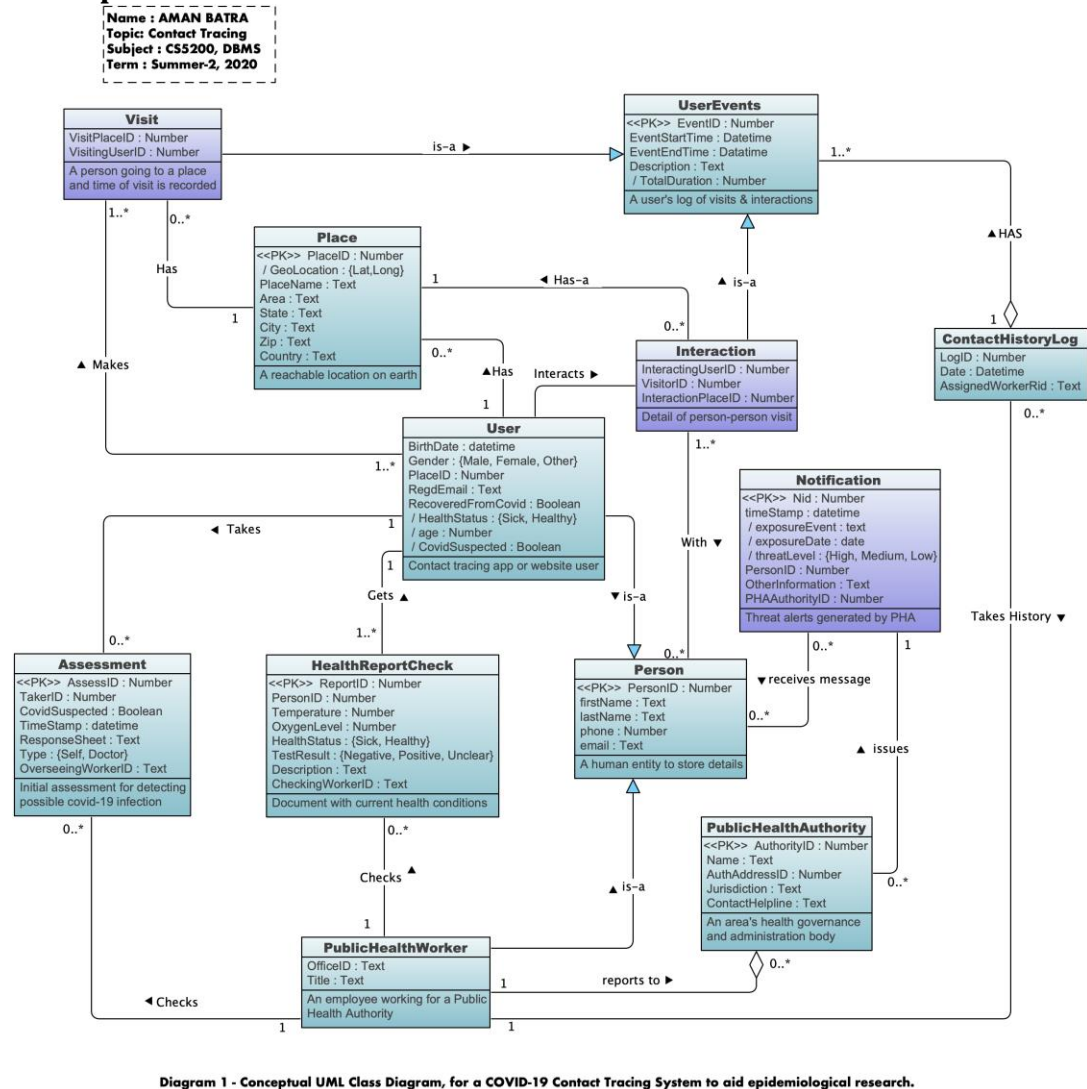 Name : AMAN BATRA
Topic: Contact Tracing
Subject : CS5200, DBMS
Term : Summer-2, 2020
Visit
VisitPlaceID : Number
VisitingUserID : Number
A person going to a place
and time of visit is recorded
is-a ▶
UserEvents
<<PK>> EventID : Number
EventStartTime : Datetime
EventEndTime : Datatime
Description : Text
/ TotalDuration : Number
A user's log of visits & interactions
1..*
1..*
0..*
Has
1
▲ Makes
1..*
Place
<<PK>> PlaceID : Number
/ GeoLocation : {Lat,Long}
PlaceName : Text
Area : Text
State : Text
City : Text
Zip : Text
Country : Text
A reachable location on earth
1
◀ Has-a
0..*
▲ is-a
▲ HAS
1
0..*
▲Has
1
Interacts ▶
Interaction
InteractingUserID : Number
VisitorID : Number
InteractionPlaceID : Number
Detail of person-person visit
1..*
With ▼
0..*
ContactHistoryLog
LogID : Number
Date : Datetime
AssignedWorkerRid : Text
0..*
Takes History ▼
User
BirthDate : datetime
Gender : {Male, Female, Other}
PlaceID : Number
RegdEmail : Text
RecoveredFromCovid : Boolean
/ HealthStatus : {Sick, Healthy}
/ age : Number
/ CovidSuspected : Boolean
Contact tracing app or website user
1
◀ Takes
0..*
1
Gets ▲
1..*
▼ is-a
Notification
<<PK>> Nid : Number
timeStamp : datetime
/ exposureEvent : text
/ exposureDate : date
/ threatLevel : {High, Medium, Low}
PersonID : Number
OtherInformation : Text
PHAAuthorityID : Number
Threat alerts generated by PHA
0..*
1
▼ receives message
0..*
▲ issues
0..*
Assessment
<<PK>> AssessID : Number
TakerID : Number
CovidSuspected : Boolean
TimeStamp : datetime
ResponseSheet : Text
Type : {Self, Doctor}
OverseeingWorkerID : Text
Initial assessment for detecting
possible covid-19 infection
0..*
HealthReportCheck
<<PK>> ReportID : Number
PersonID : Number
Temperature : Number
OxygenLevel : Number
HealthStatus : {Sick, Healthy}
TestResult : {Negative, Positive, Unclear}
Description : Text
CheckingWorkerID : Text
Document with current health conditions
0..*
Checks ▲
1
Person
<<PK>> PersonID : Number
firstName : Text
lastName : Text
phone : Number
email : Text
A human entity to store details
▲ is-a
PublicHealthAuthority
<<PK>> AuthorityID : Number
Name : Text
AuthAddressID : Number
Jurisdiction : Text
ContactHelpline : Text
An area's health governance
and administration body
0..*
PublicHealthWorker
OfficeID : Text
Title : Text
An employee working for a Public
Health Authority
1
reports to ▶
◀ Checks
1
1
Diagram 1 - Conceptual UML Class Diagram, for a COVID-19 Contact Tracing System to aid epidemiological research.